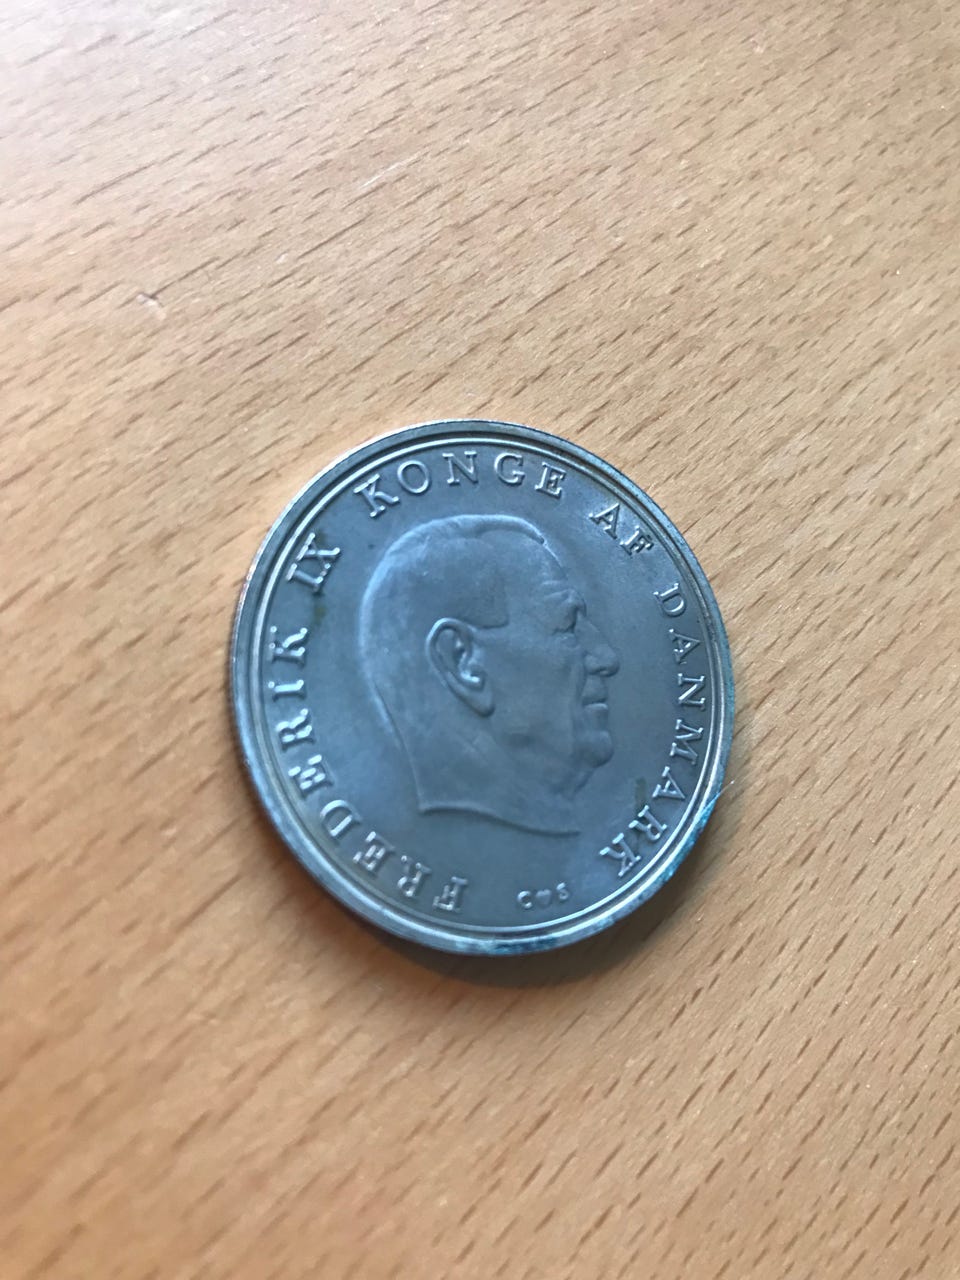 FREDERIK IX KONGE AF DANMARK
C♥S